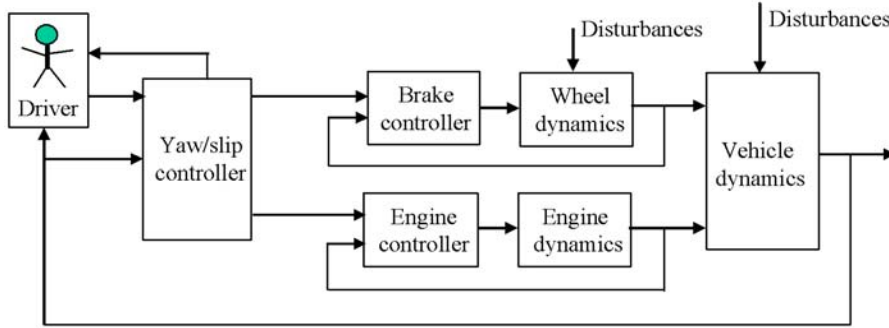 Disturbances
Disturbances
Driver
Yaw/slip
controller
Brake
controller
Wheel
dynamics
Vehicle
dynamics
Engine
controller
Engine
dynamics